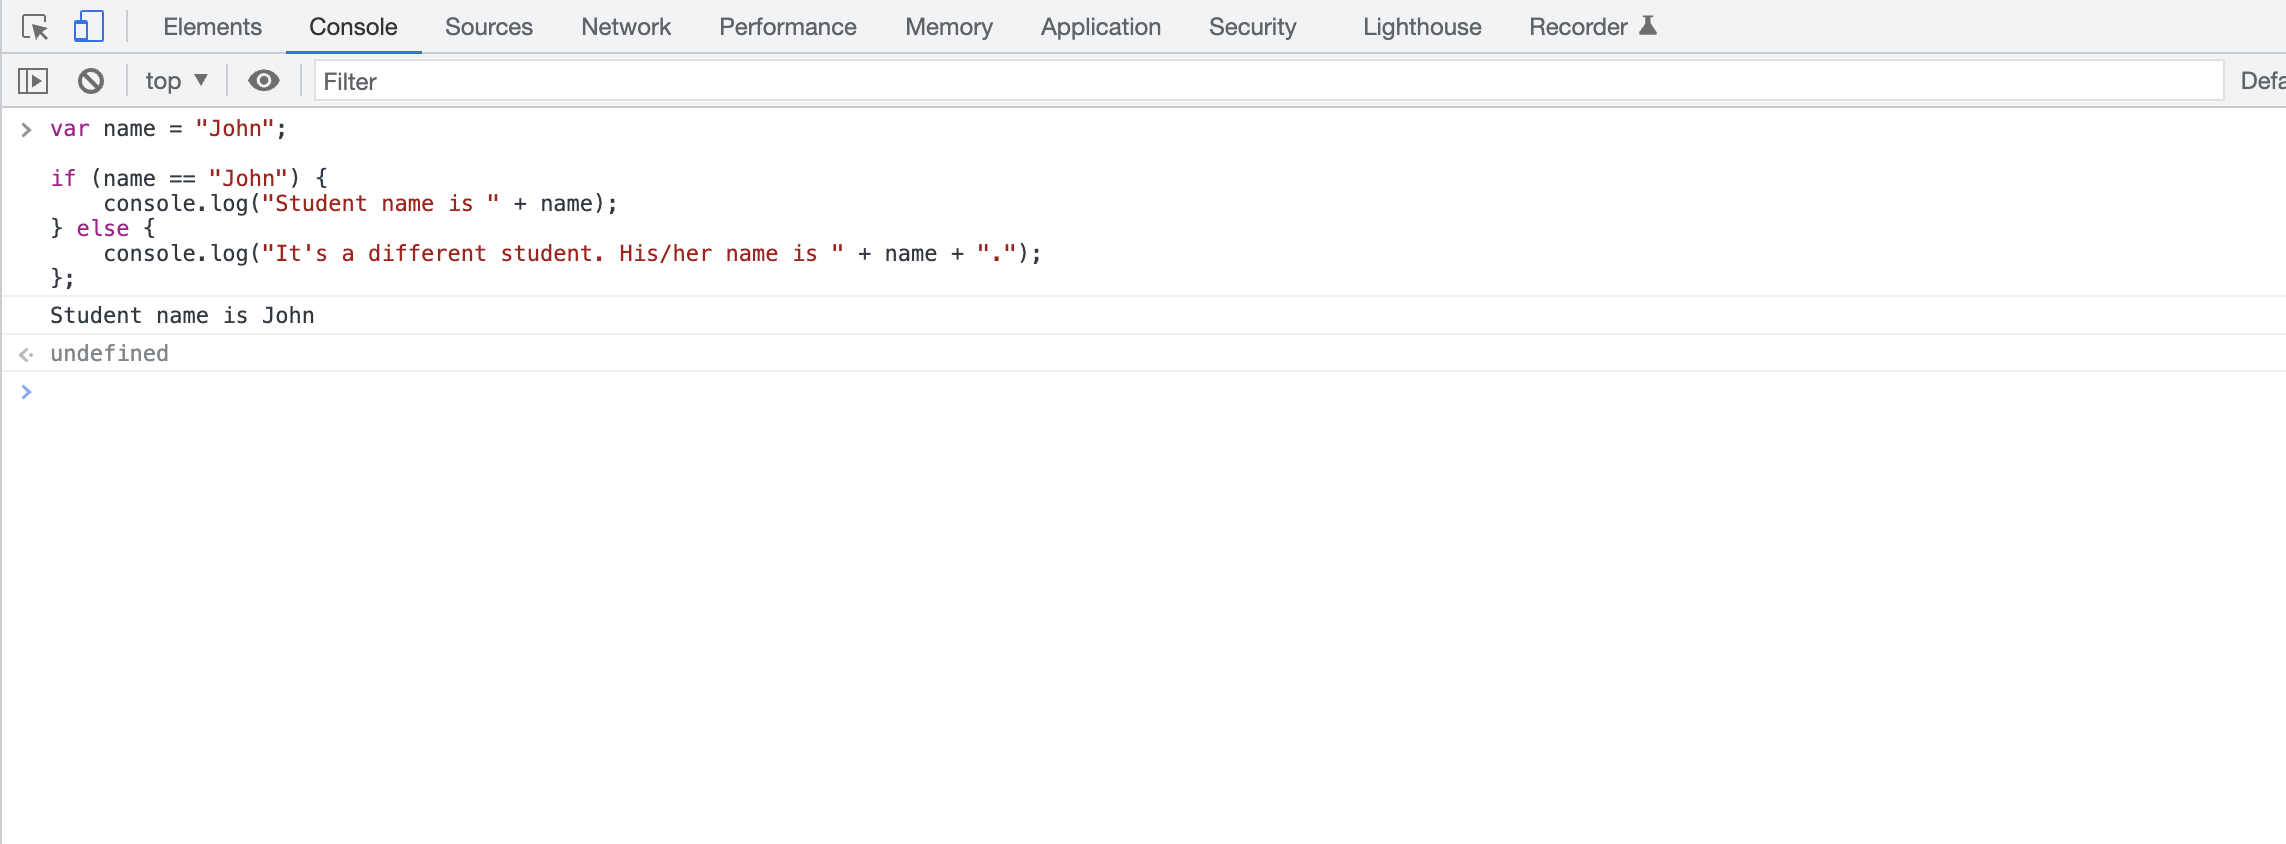 Elements Console Sources Network Performance Memory Application Security Lighthouse Recorder
top Filter Defa
var name = "John";
if (name == "John") {
    console.log("Student name is " + name);
} else {
    console.log("It's a different student. His/her name is " + name + ".");
};
Student name is John
undefined